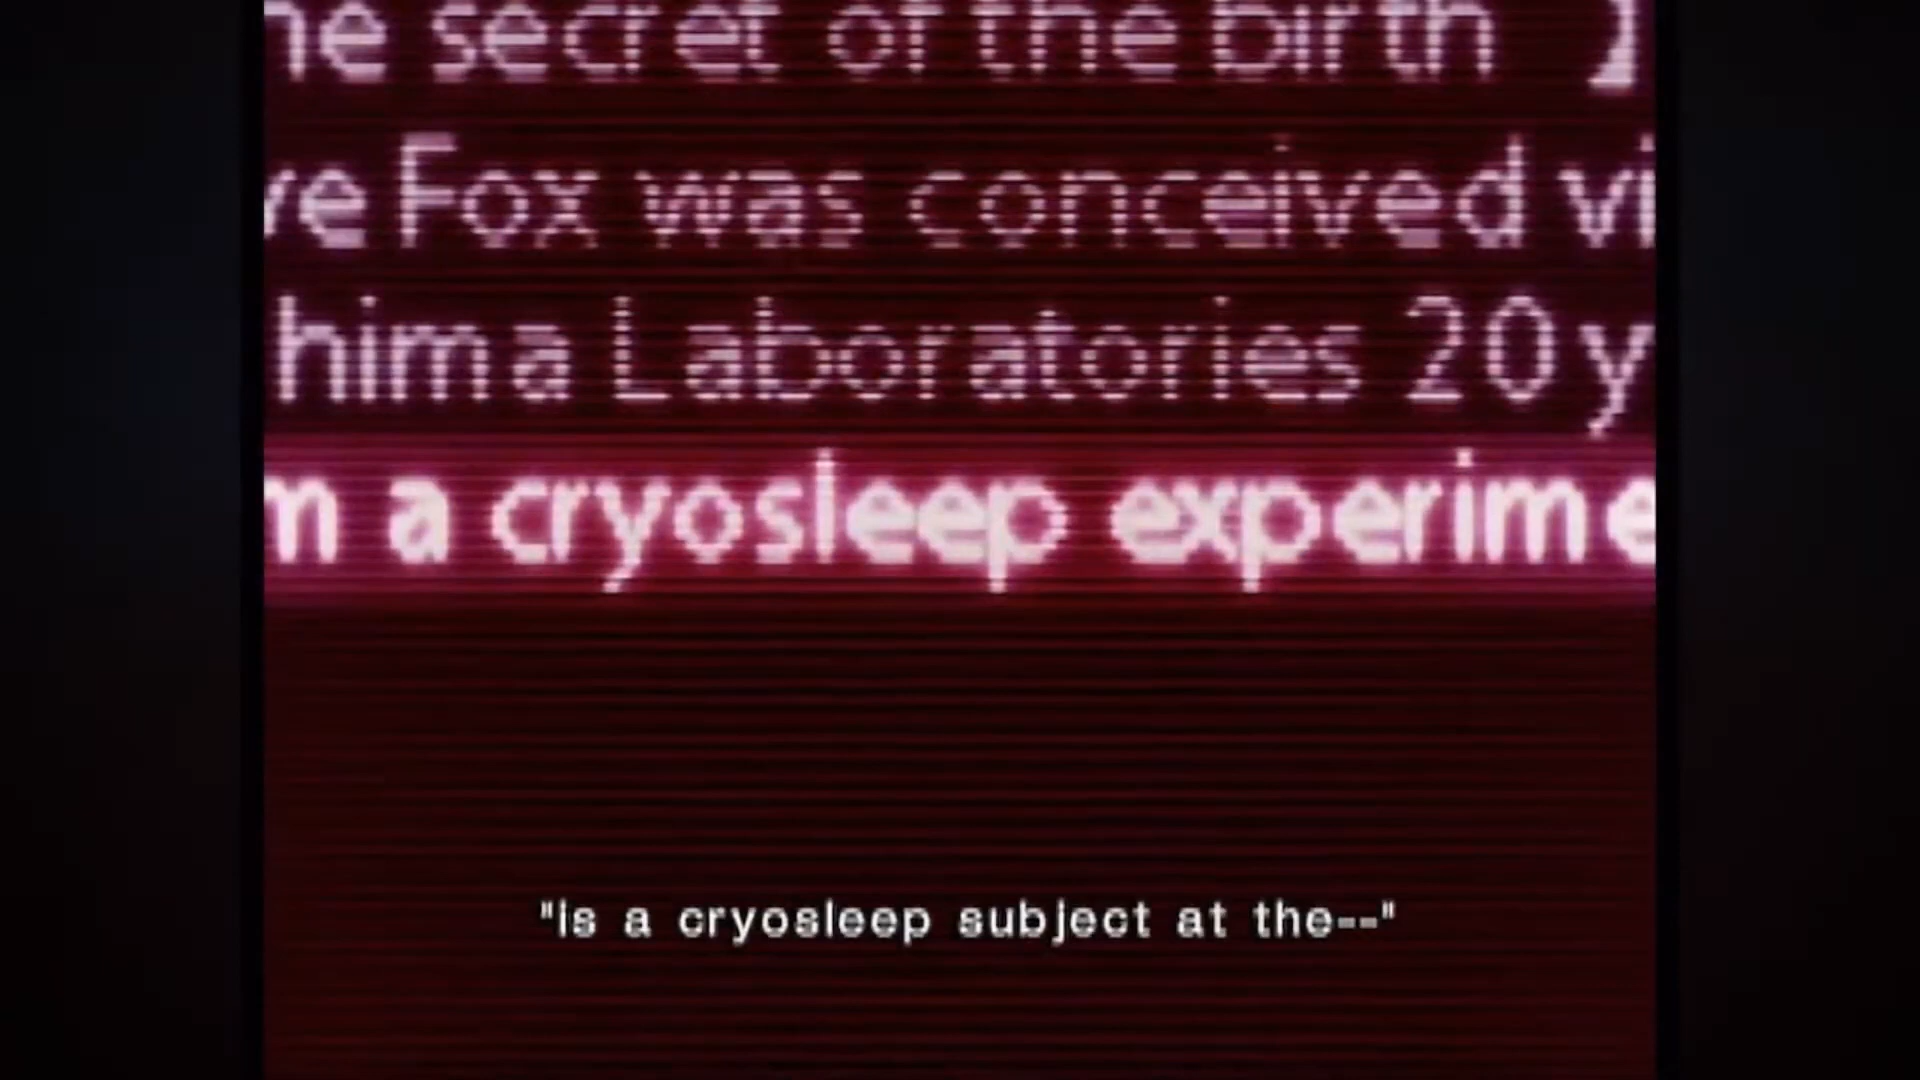 he secret of the birth 】
ve Fox was conceived vi
hima Laboratories 20 y
m a cryosleep experime
"is a cryosleep subject at the--"